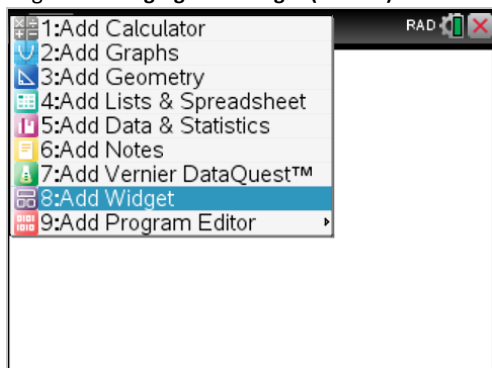 RAD
1:Add Calculator
2:Add Graphs
3:Add Geometry
4:Add Lists & Spreadsheet
5:Add Data & Statistics
6:Add Notes
7:Add Vernier DataQuest™
8:Add Widget
9:Add Program Editor